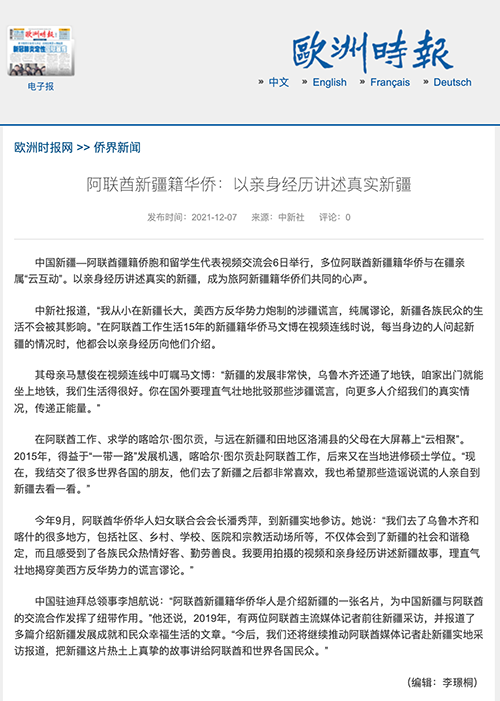 歐洲時報
电子报
» 中文 » English » Français » Deutsch
欧洲时报网 >> 侨界新闻
阿联酋新疆籍华侨：以亲身经历讲述真实新疆
发布时间：2021-12-07 来源：中新社 评论：0
中国新疆—阿联酋疆籍侨胞和留学生代表视频交流会6日举行，多位阿联酋新疆籍华侨与在疆亲
属“云互动”。以亲身经历讲述真实的新疆，成为旅阿新疆籍华侨们共同的心声。
中新社报道，“我从小在新疆长大，美西方反华势力炮制的涉疆谎言，纯属谬论，新疆各族民众的生
活不会被其影响。”在阿联酋工作生活15年的新疆籍华侨马文博在视频连线时说，每当身边的人问起新
疆的情况时，他都会以亲身经历向他们介绍。
其母亲马慧俊在视频连线中叮嘱马文博：“新疆的发展非常快，乌鲁木齐还通了地铁，咱家出门就能
坐上地铁，我们生活得很好。你在国外要理直气壮地批驳那些涉疆谎言，向更多人介绍我们的真实情
况，传递正能量。”
在阿联酋工作、求学的喀哈尔·图尔贡，与远在新疆和田地区洛浦县的父母在大屏幕上“云相聚”。
2015年，得益于“一带一路”发展机遇，喀哈尔·图尔贡赴阿联酋工作，后来又在当地进修硕士学位。“现
在，我结交了很多世界各国的朋友，他们去了新疆之后都非常喜欢，我也希望那些造谣说谎的人亲自到
新疆去看一看。”
今年9月，阿联酋华侨华人妇女联合会会长潘秀萍，到新疆实地参访。她说：“我们去了乌鲁木齐和
喀什的很多地方，包括社区、乡村、学校、医院和宗教活动场所等，不仅体会到了新疆的社会和谐稳
定，而且感受到了各族民众热情好客、勤劳善良。我要用拍摄的视频和亲身经历讲述新疆故事，理直气
壮地揭穿美西方反华势力的谎言谬论。”
中国驻迪拜总领事李旭航说：“阿联酋新疆籍华侨华人是介绍新疆的一张名片，为中国新疆与阿联酋
的交流合作发挥了纽带作用。”他还说，2019年，有两位阿联酋主流媒体记者前往新疆采访，并报道了
多篇介绍新疆发展成就和民众幸福生活的文章。“今后，我们还将继续推动阿联酋媒体记者赴新疆实地采
访报道，把新疆这片热土上真挚的故事讲给阿联酋和世界各国民众。”
（编辑：李璟桐）